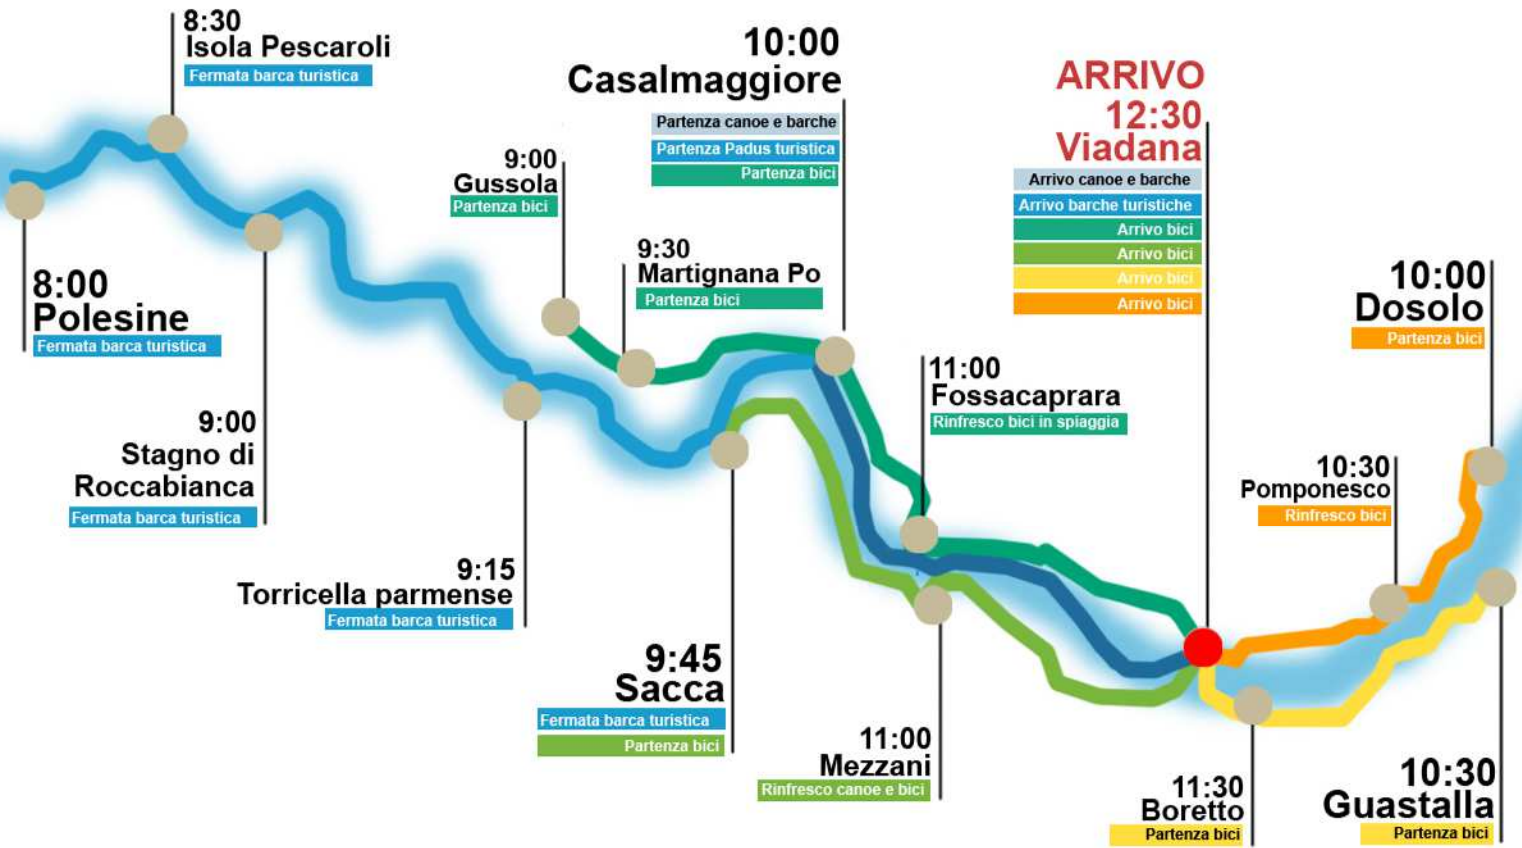 8:30
Isola Pescaroli
Fermata barca turistica
8:00
Polesine
Fermata barca turistica
9:00
Stagno di
Roccabianca
Fermata barca turistica
9:15
Torricella parmense
Fermata barca turistica
9:00
Gussola
Partenza bici
9:30
Martignana Po
Partenza bici
10:00
Casalmaggiore
Partenza canoe e barche
Partenza Padus turistica
Partenza bici
9:45
Sacca
Fermata barca turistica
Partenza bici
11:00
Fossacaprara
Rinfresco bici in spiaggia
11:00
Mezzani
Rinfresco canoe e bici
ARRIVO
12:30
Viadana
Arrivo canoe e barche
Arrivo barche turistiche
Arrivo bici
Arrivo bici
Arrivo bici
Arrivo bici
10:00
Dosolo
Partenza bici
10:30
Pomponesco
Rinfresco bici
11:30
Boretto
Partenza bici
10:30
Guastalla
Partenza bici